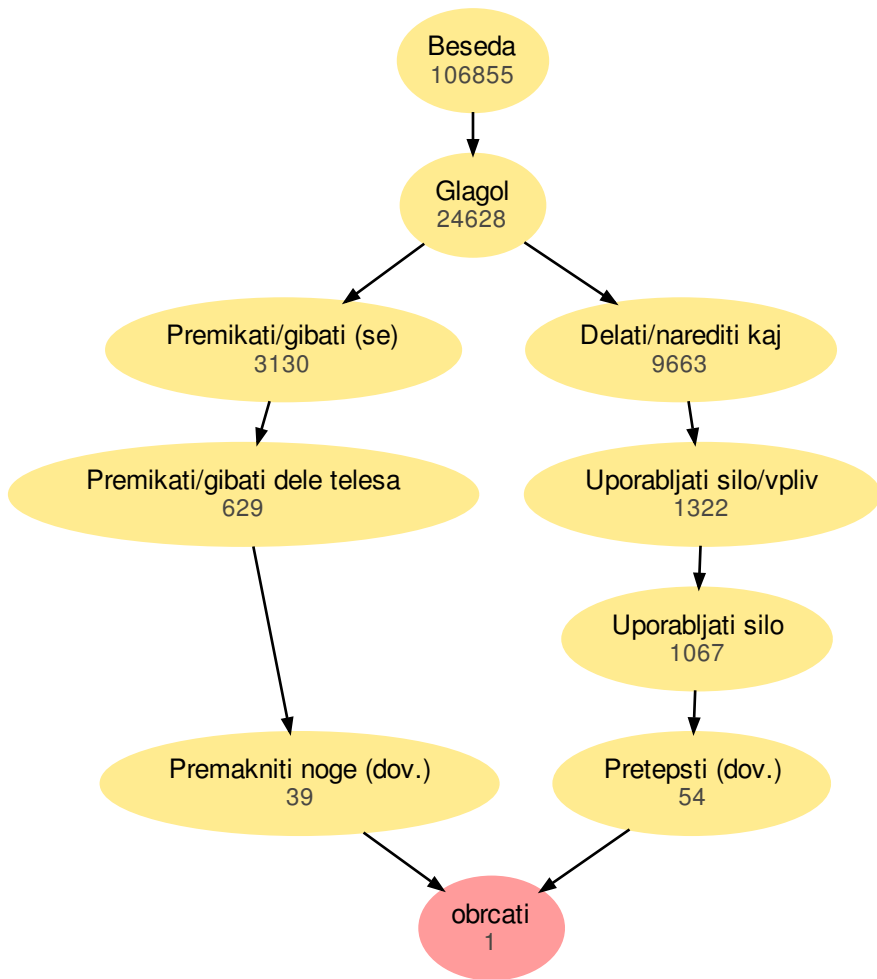 Beseda
106855
Glagol
24628
Premikati/gibati (se)
3130
Delati/narediti kaj
9663
Premikati/gibati dele telesa
629
Uporabljati silo/vpliv
1322
Uporabljati silo
1067
Premakniti noge (dov.)
39
Pretepsti (dov.)
54
obrcati
1